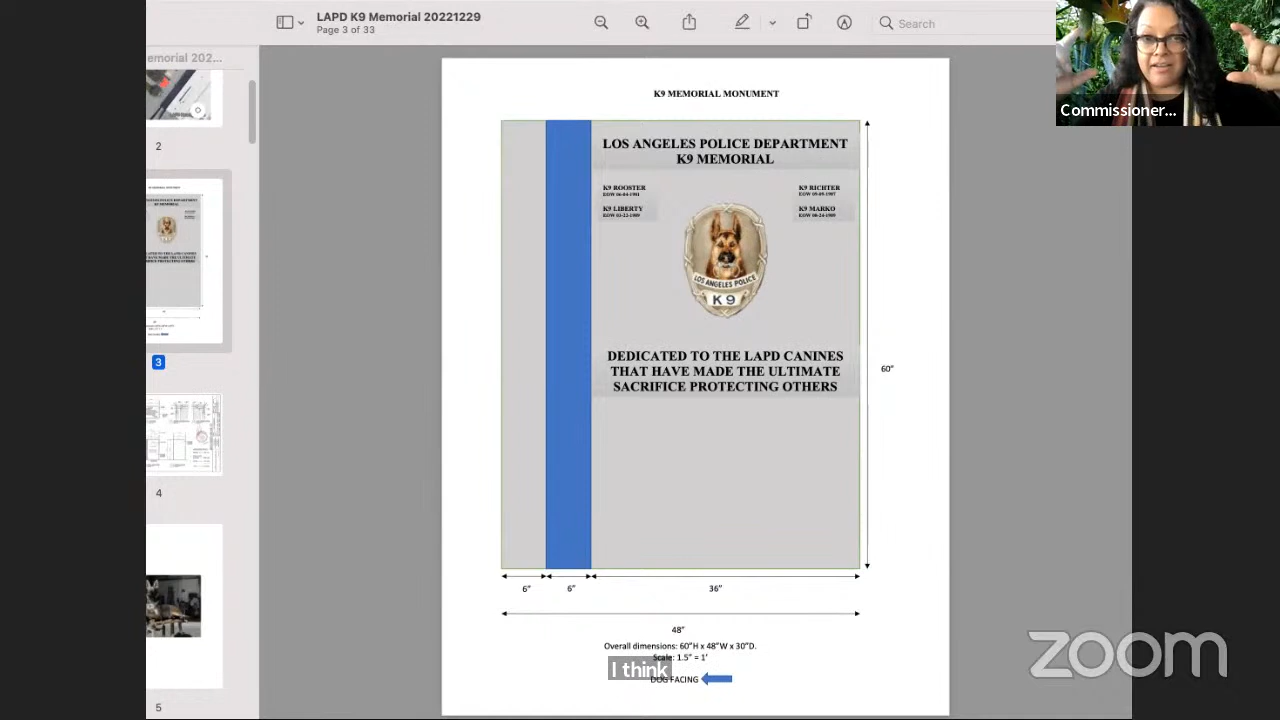 LAPD K9 Memorial 20221229
Page 3 of 33
Search
emorial 202...
2
3
4
5
K9 MEMORIAL MONUMENT
LOS ANGELES POLICE DEPARTMENT
K9 MEMORIAL
K9 ROOSTER
K9 RICHTER
K9 LIBERTY
K9 MARKO
LOS ANGELES POLICE
K9
DEDICATED TO THE LAPD CANINES
THAT HAVE MADE THE ULTIMATE
SACRIFICE PROTECTING OTHERS
60"
6"
6"
36"
48"
Overall dimensions: 60"H x 48"W x 30"D.
Scale: 1.5" = 1'
I think
DOG FACING
Commissioner...
zoom